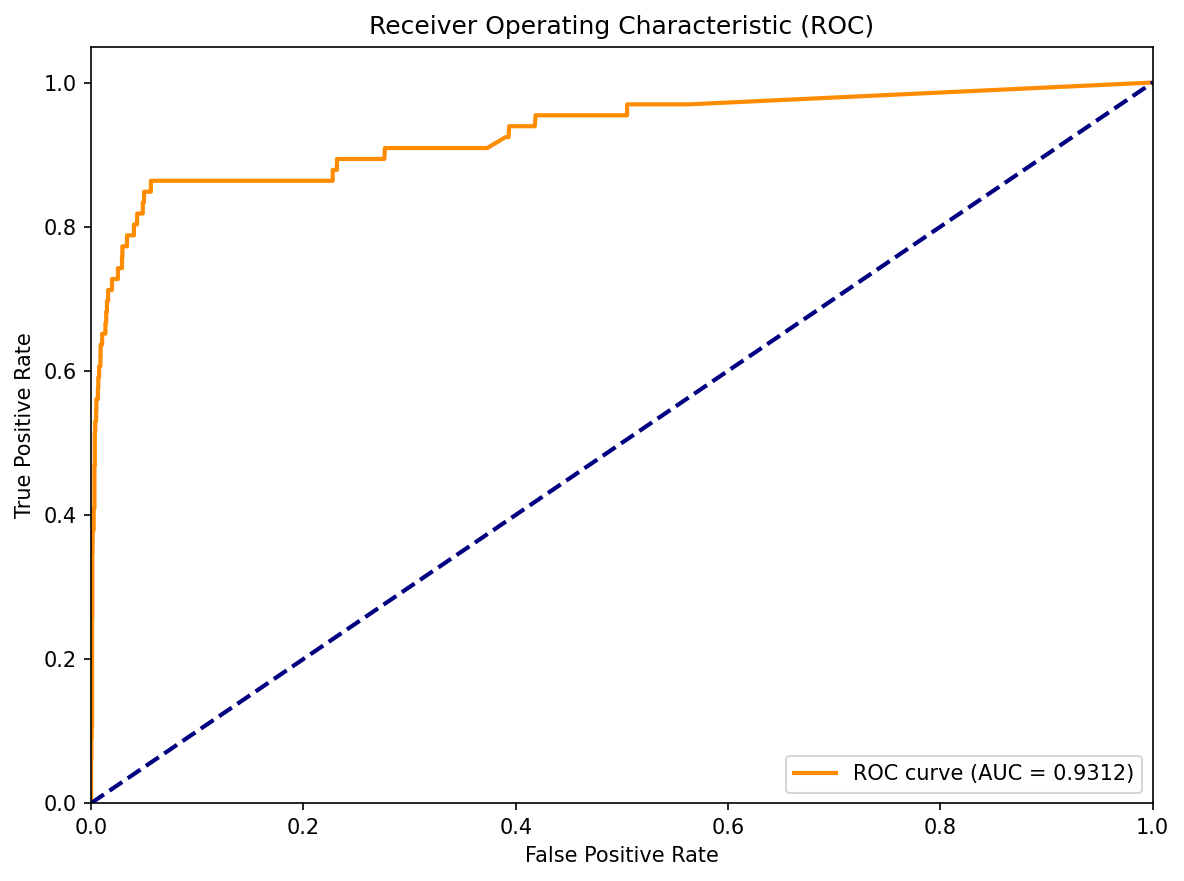 Receiver Operating Characteristic (ROC)
True Positive Rate
1.0
0.8
0.6
0.4
0.2
0.0
ROC curve (AUC = 0.9312)
0.0 0.2 0.4 0.6 0.8 1.0
False Positive Rate